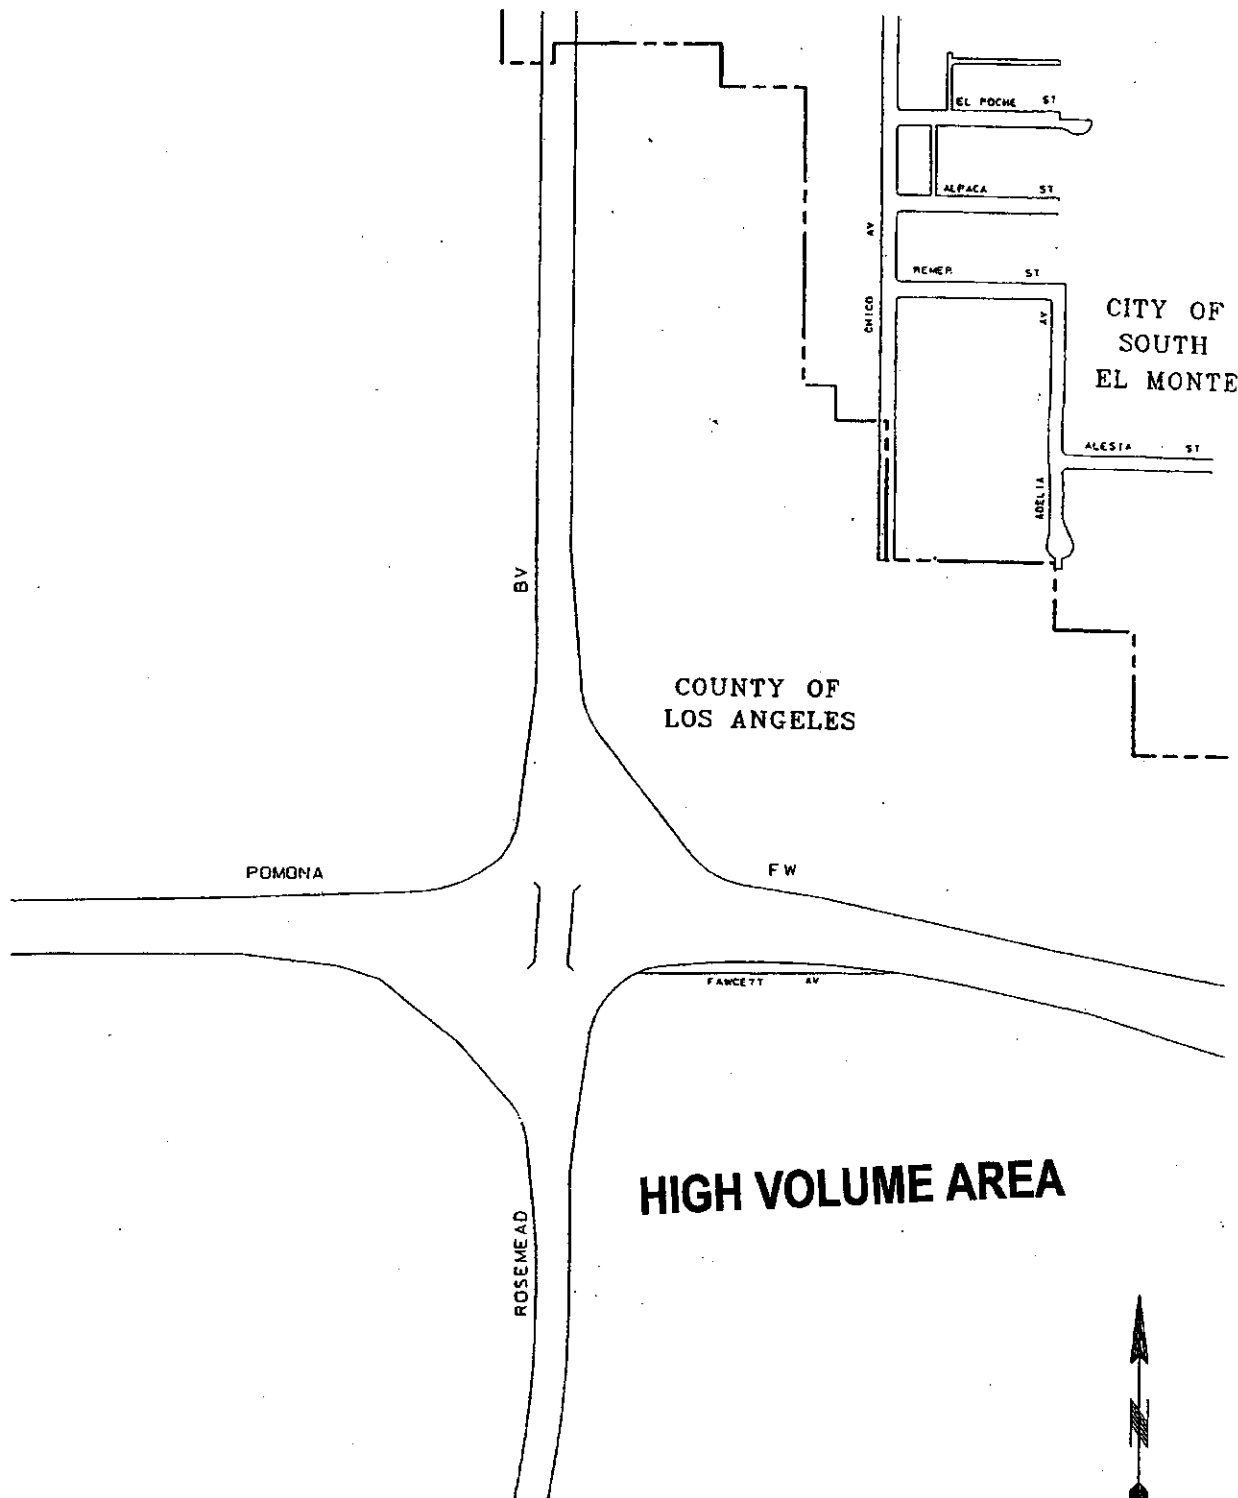 EL POCHE ST
ALPACA ST
CHICO AV
REMER ST
CITY OF
SOUTH
EL MONTE
ADELIA AV
ALESIA ST
COUNTY OF
LOS ANGELES
POMONA FW
FAWCETT AV
HIGH VOLUME AREA
ROSEMEAD BV
N